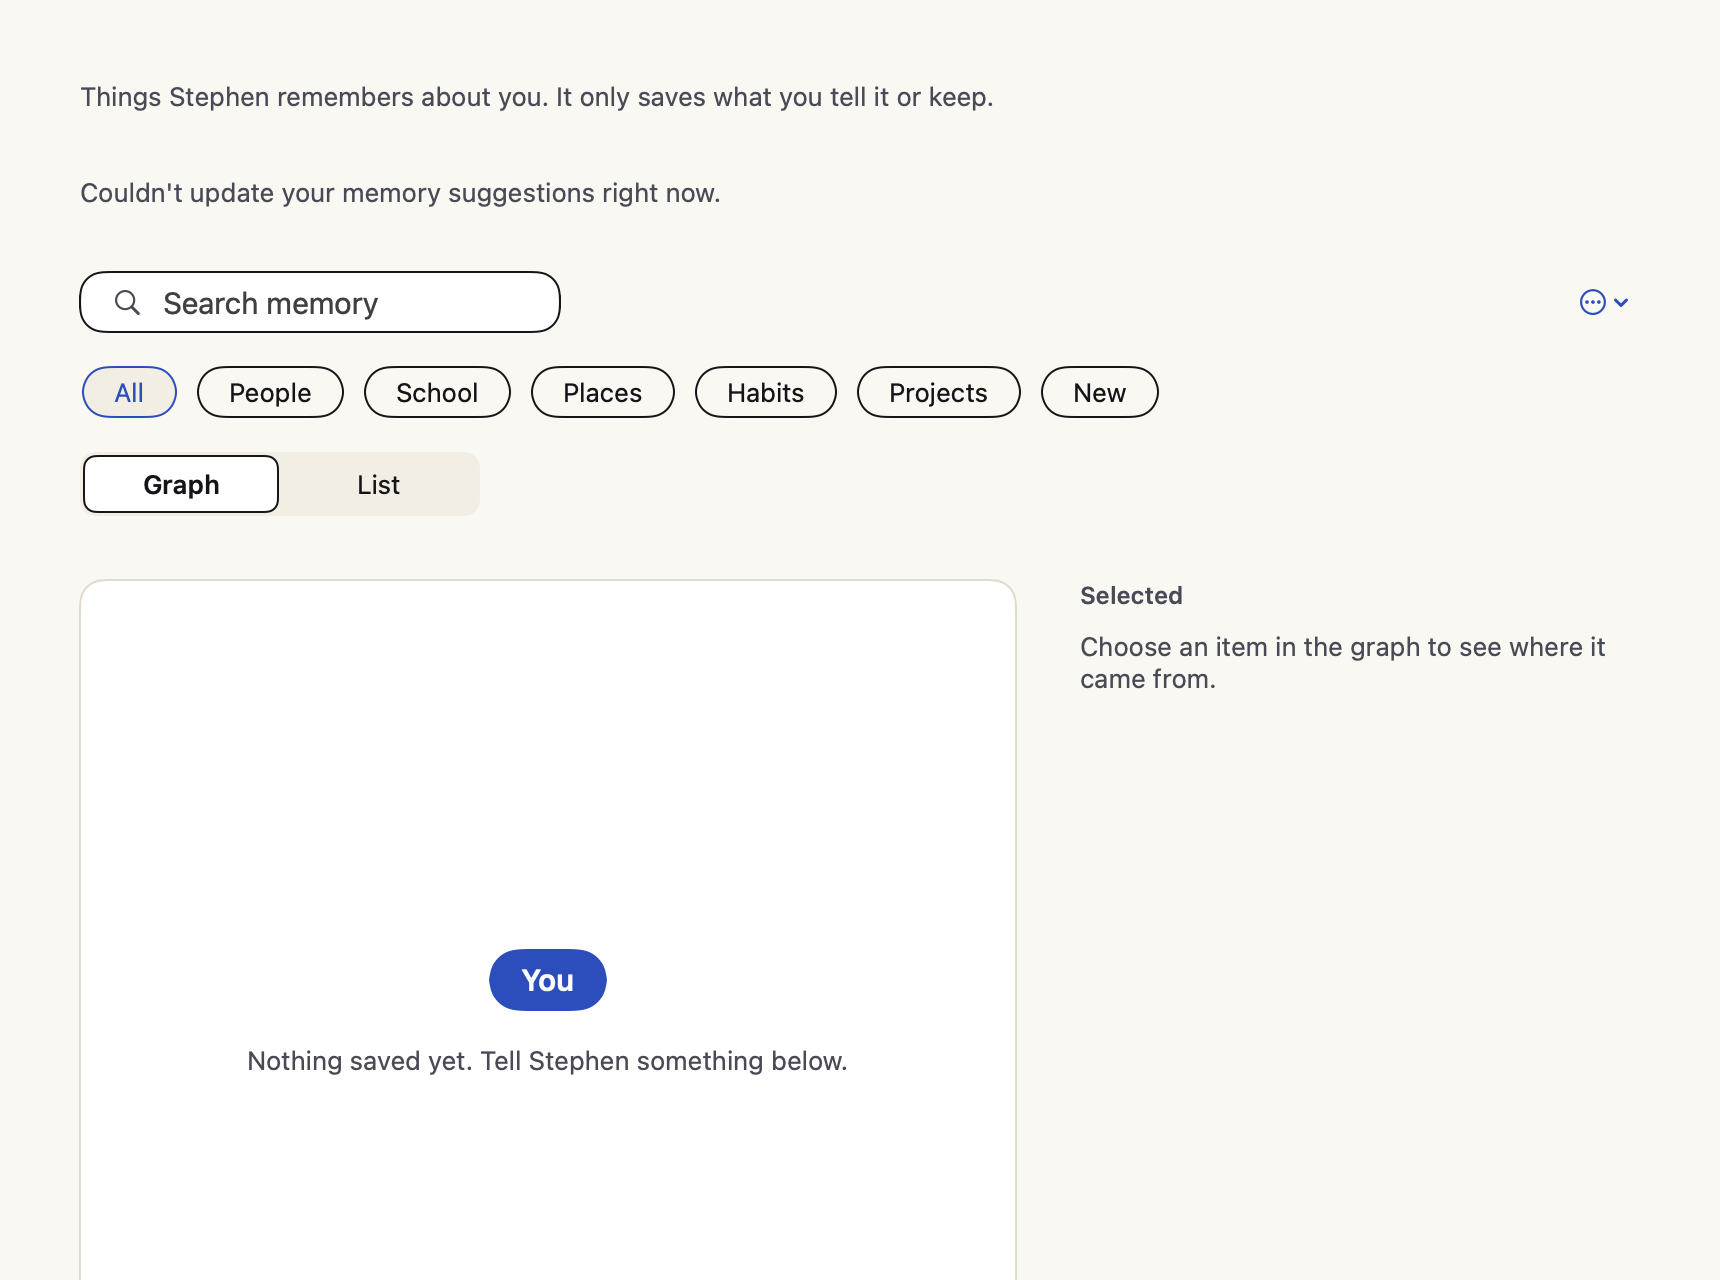 Things Stephen remembers about you. It only saves what you tell it or keep.
Couldn't update your memory suggestions right now.
Search memory
All People School Places Habits Projects New
Graph List
Selected
Choose an item in the graph to see where it
came from.
You
Nothing saved yet. Tell Stephen something below.